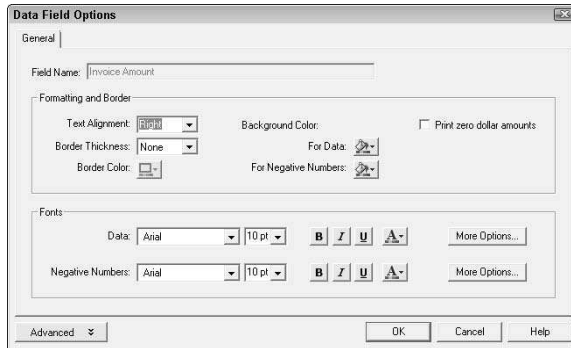 Data Field Options
General
Field Name: Invoice Amount
Formatting and Border
Text Alignment: Right Background Color: Print zero dollar amounts
Border Thickness: None For Data:
Border Color: For Negative Numbers:
Fonts
Data: Arial 10 pt B I U A More Options...
Negative Numbers: Arial 10 pt B I U A More Options...
Advanced OK Cancel Help